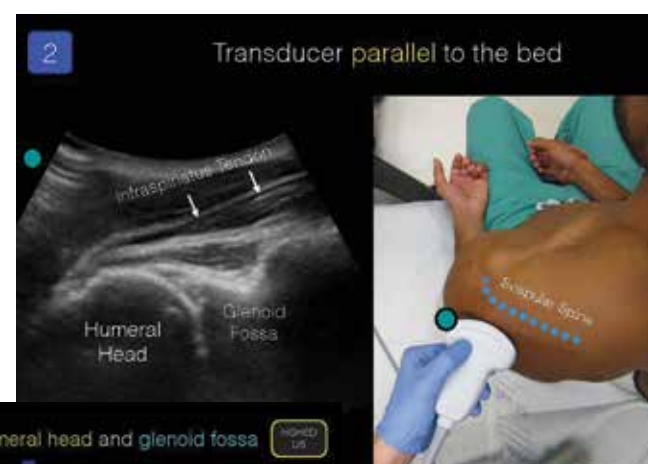 2
Transducer parallel to the bed
Infraspinatus Tendon
Scapular Spine
Glenoid
Fossa
Humeral
Head
meral head and glenoid fossa